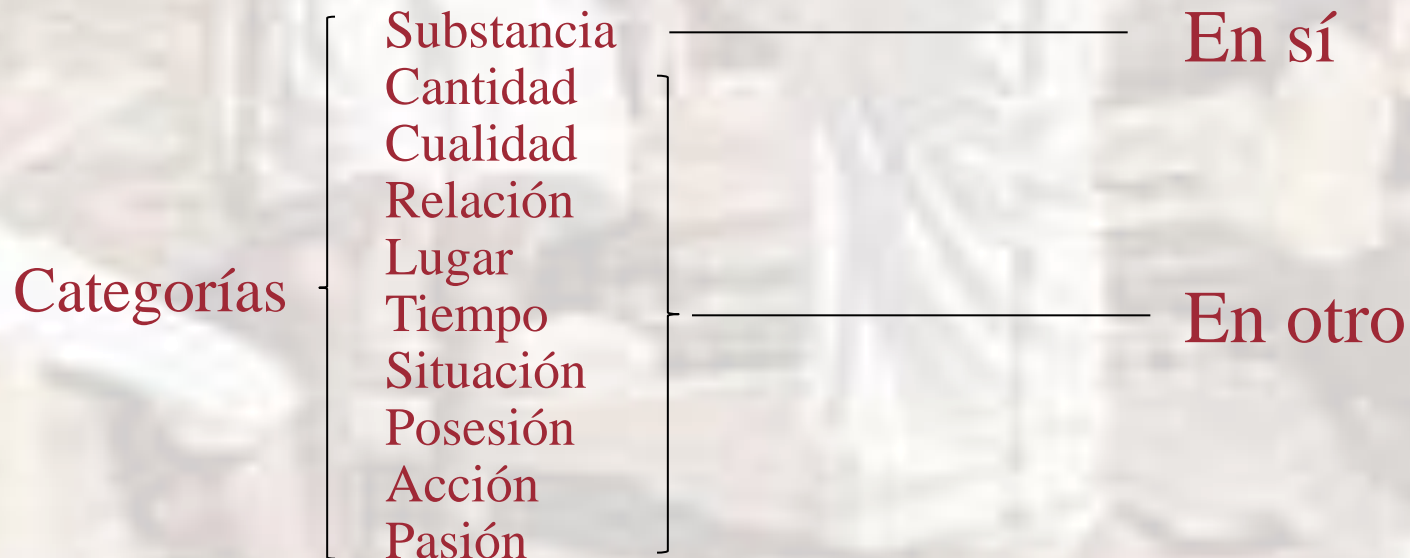 Substancia
En sí
Cantidad
Cualidad
Relación
Lugar
Categorías
Tiempo
En otro
Situación
Posesión
Acción
Pasión